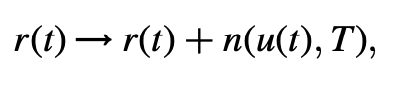 r(t) → r(t) + n(u(t), T),